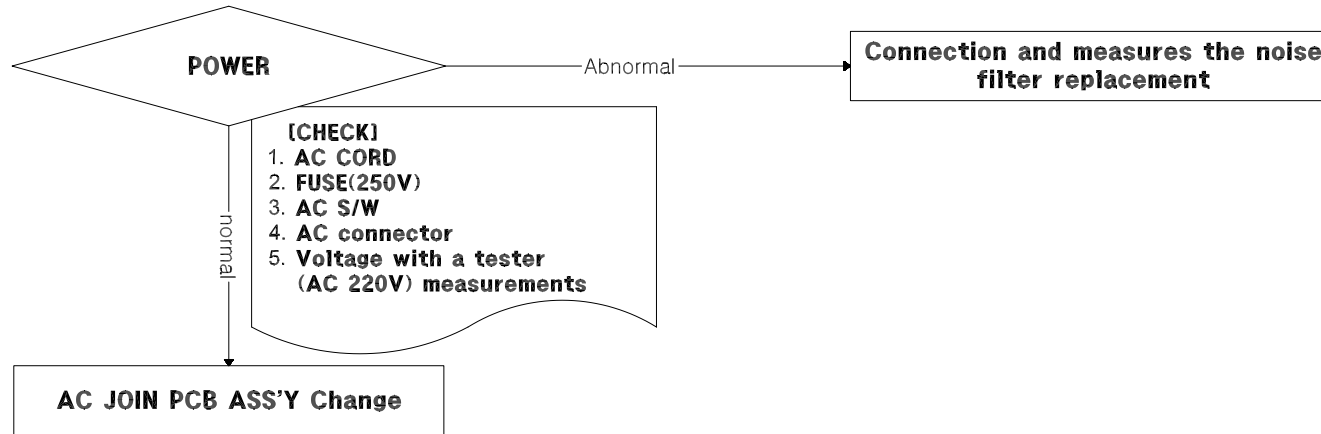 POWER
Abnormal
Connection and measures the noise
filter replacement
[CHECK]
1. AC CORD
2. FUSE(250V)
3. AC S/W
4. AC connector
5. Voltage with a tester
(AC 220V) measurements
normal
AC JOIN PCB ASS'Y Change